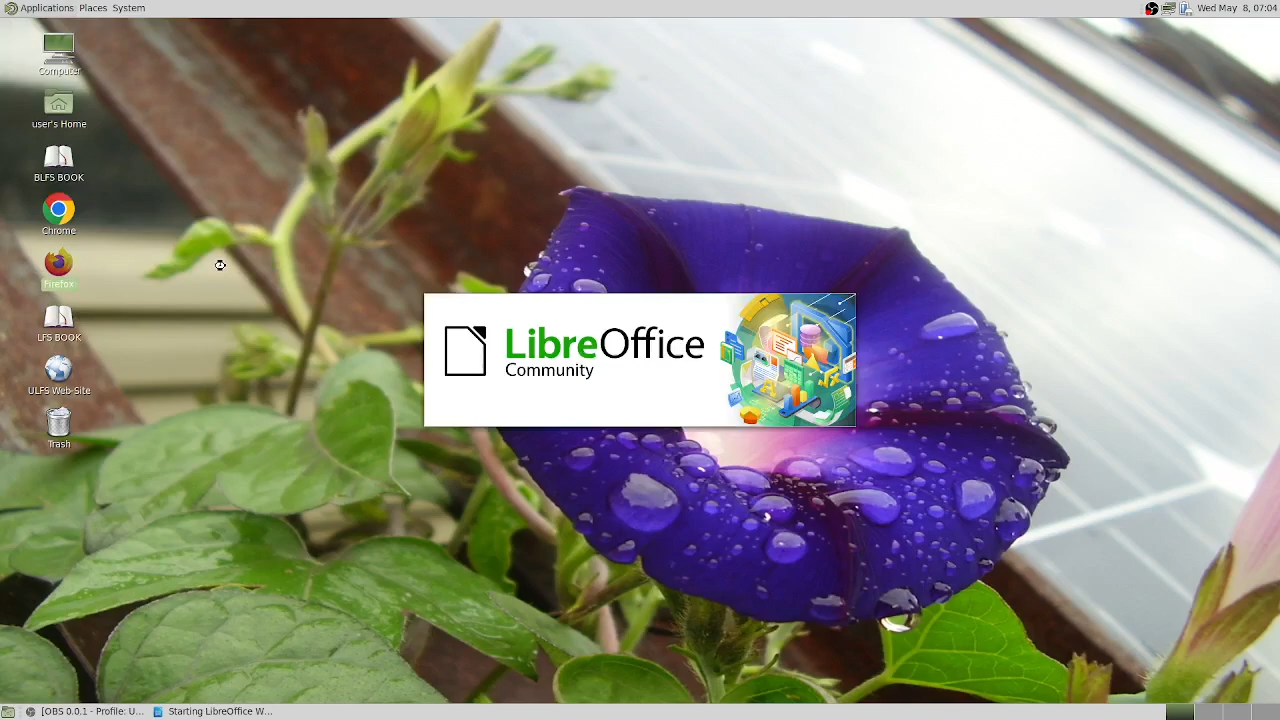 Applications Places System
Wed May 8, 07:04
Computer
user's Home
BLFS BOOK
Chrome
Firefox
LFS BOOK
ULFS Web-Site
Trash
LibreOffice
Community
[OBS 0.0.1 - Profile: U...
Starting LibreOffice W...